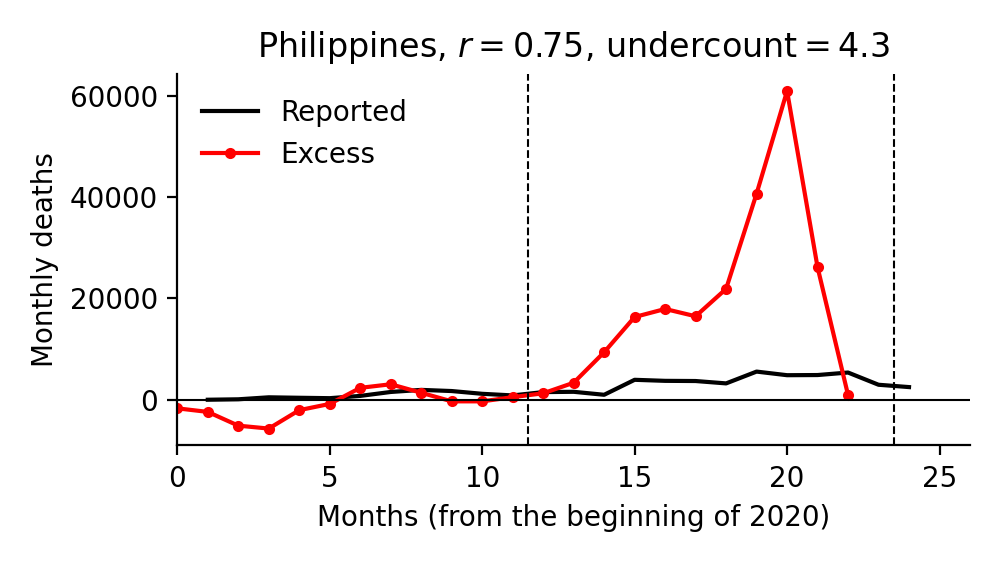 Philippines, r = 0.75, undercount = 4.3
Reported
Excess
Monthly deaths
60000
40000
20000
0
0 5 10 15 20 25
Months (from the beginning of 2020)